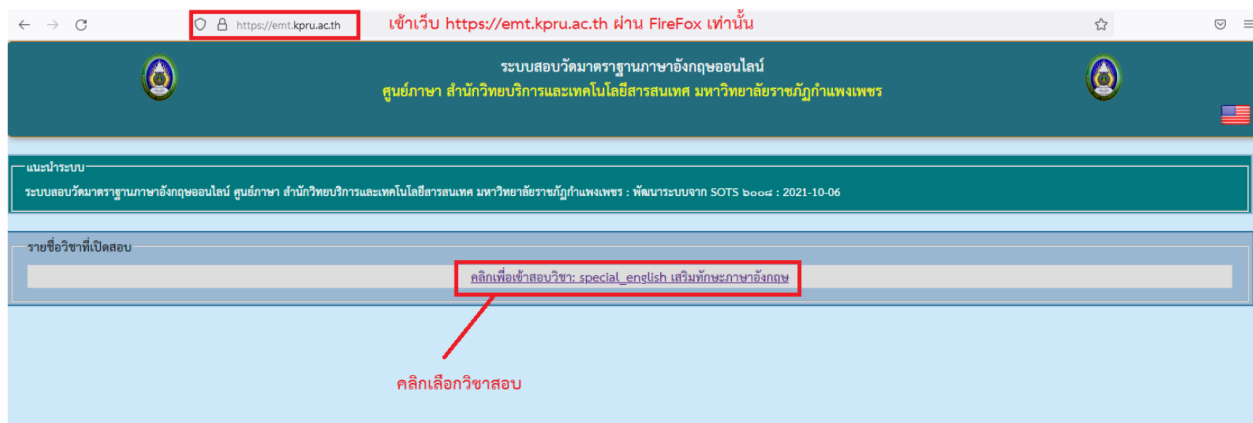 https://emt.kpru.ac.th เข้าเว็บ https://emt.kpru.ac.th ผ่าน FireFox เท่านั้น
ระบบสอบวัดมาตราฐานภาษาอังกฤษออนไลน์
ศูนย์ภาษา สำนักวิทยบริการและเทคโนโลยีสารสนเทศ มหาวิทยาลัยราชภัฏกำแพงเพชร
แนะนำระบบ
ระบบสอบวัดมาตราฐานภาษาอังกฤษออนไลน์ ศูนย์ภาษา สำนักวิทยบริการและเทคโนโลยีสารสนเทศ มหาวิทยาลัยราชภัฏกำแพงเพชร : พัฒนาระบบจาก SOTS ๒๐๐๘ : 2021-10-06
รายชื่อวิชาที่เปิดสอบ
คลิกเพื่อเข้าสอบวิชา: special_english เสริมทักษะภาษาอังกฤษ
คลิกเลือกวิชาสอบ